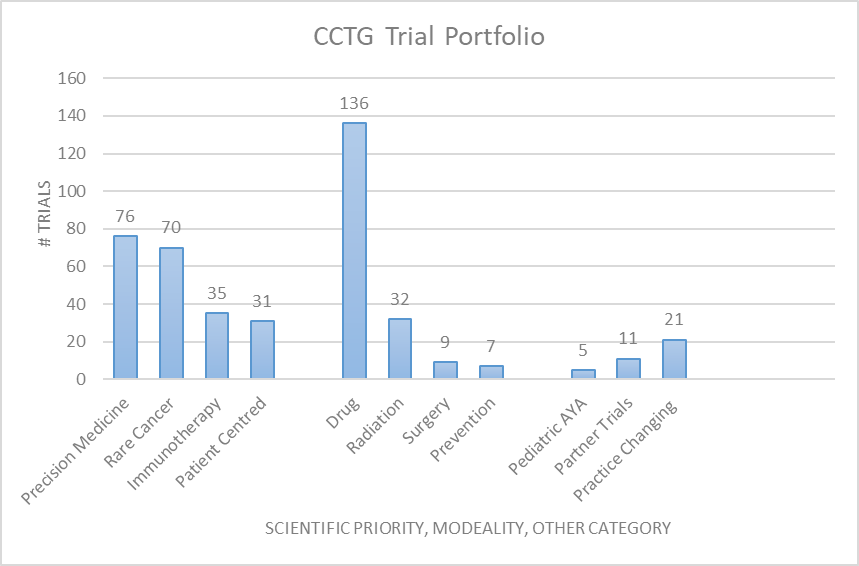 CCTG Trial Portfolio
# TRIALS
160
140
120
100
80
60
40
20
0
76
70
35
31
136
32
9
7
5
11
21
Precision Medicine
Rare Cancer
Immunotherapy
Patient Centred
Drug
Radiation
Surgery
Prevention
Pediatric AYA
Partner Trials
Practice Changing
SCIENTIFIC PRIORITY, MODEALITY, OTHER CATEGORY